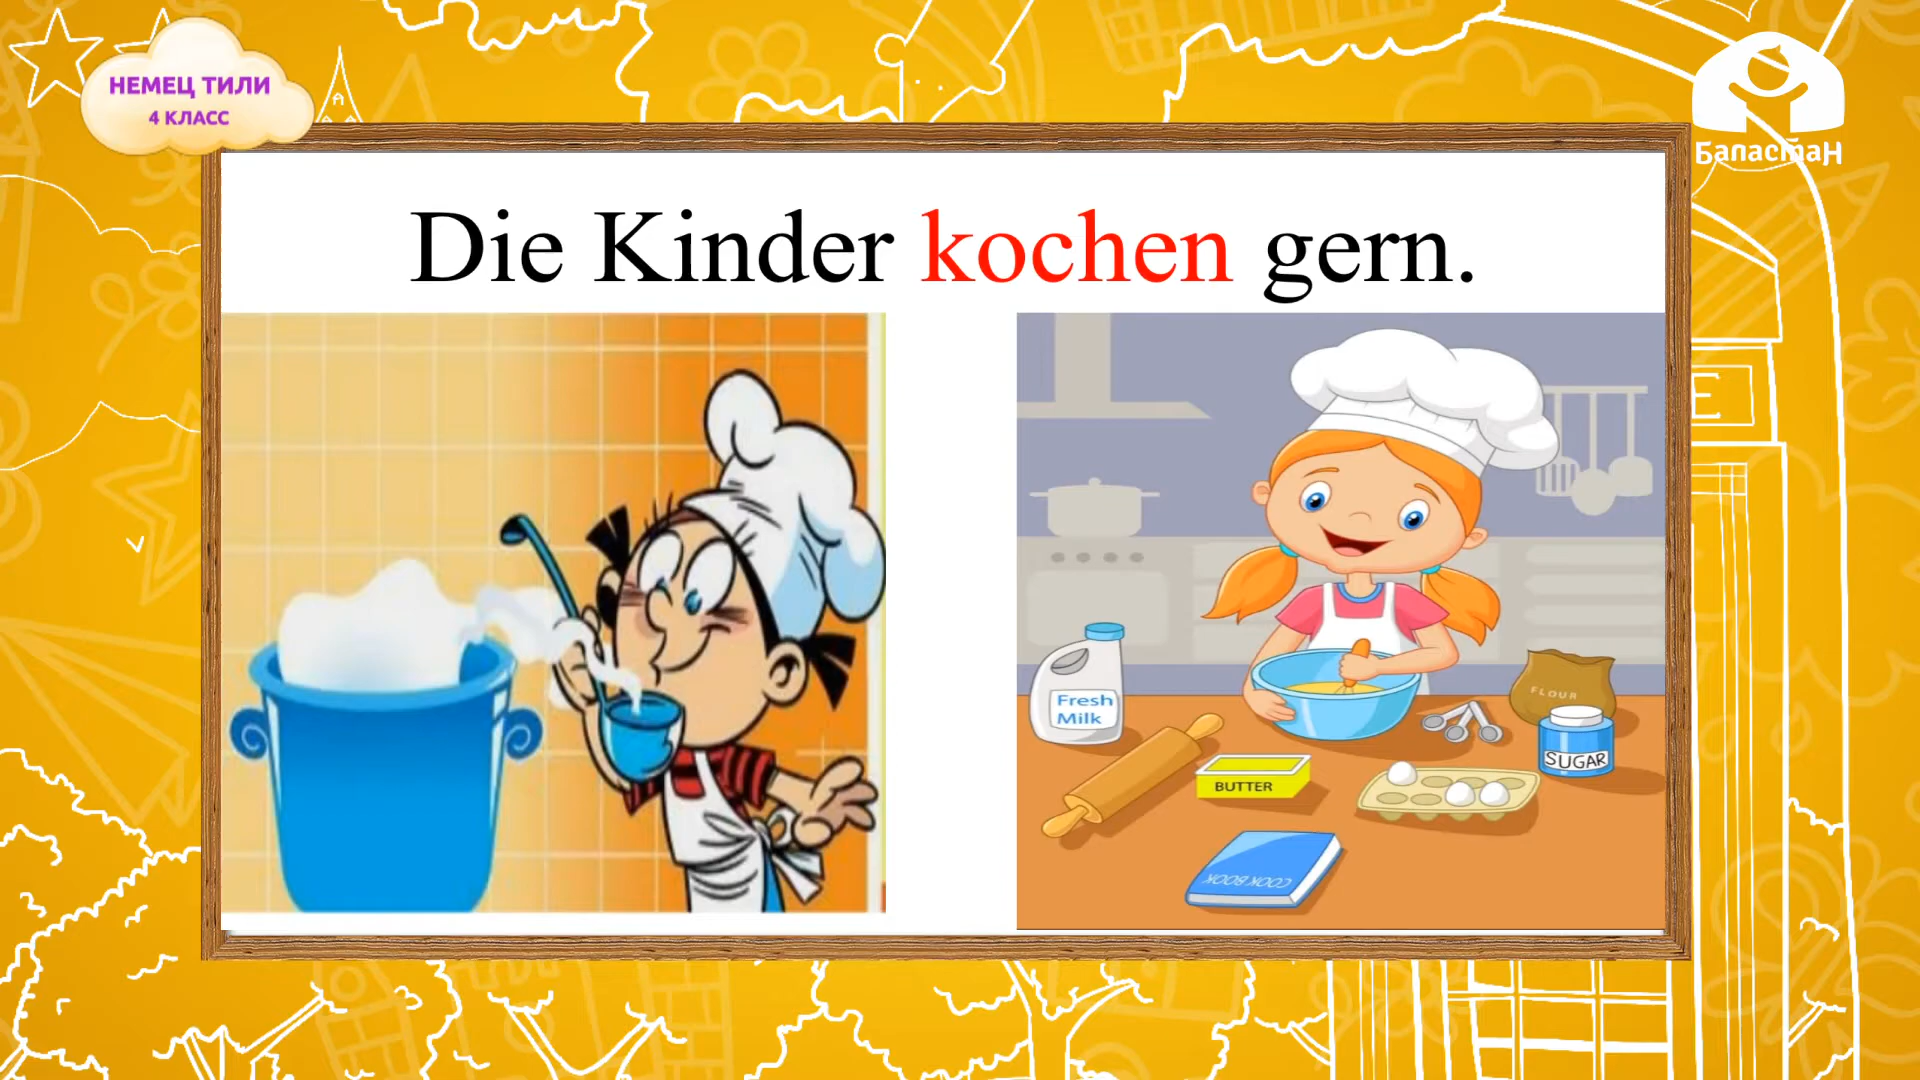 НЕМЕЦ ТИЛИ
4 КЛАСС
Баластан
Die Kinder kochen gern.
Fresh
Milk
BUTTER
FLOUR
SUGAR
COOK BOOK
E